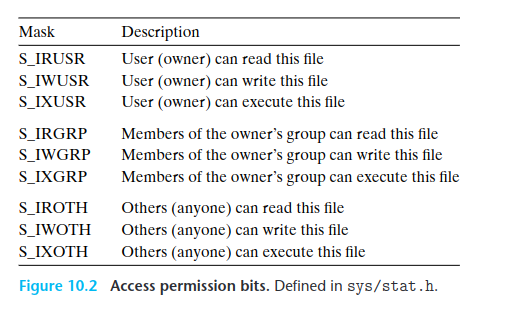 Mask Description
S_IRUSR User (owner) can read this file
S_IWUSR User (owner) can write this file
S_IXUSR User (owner) can execute this file
S_IRGRP Members of the owner’s group can read this file
S_IWGRP Members of the owner’s group can write this file
S_IXGRP Members of the owner’s group can execute this file
S_IROTH Others (anyone) can read this file
S_IWOTH Others (anyone) can write this file
S_IXOTH Others (anyone) can execute this file
Figure 10.2 Access permission bits. Defined in sys/stat.h.